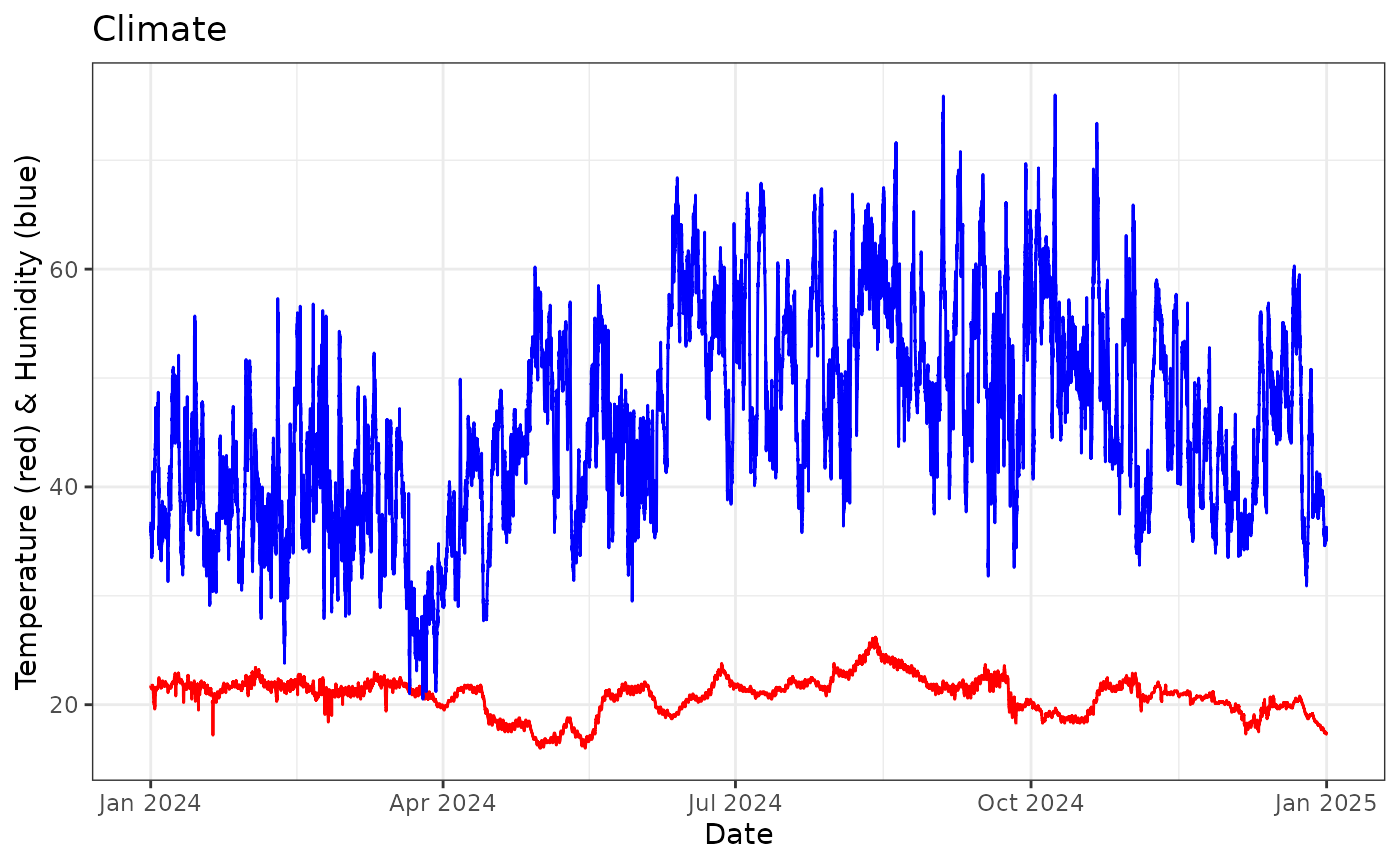 Climate
Temperature (red) & Humidity (blue)
60
40
20
Jan 2024
Apr 2024
Jul 2024
Oct 2024
Jan 2025
Date